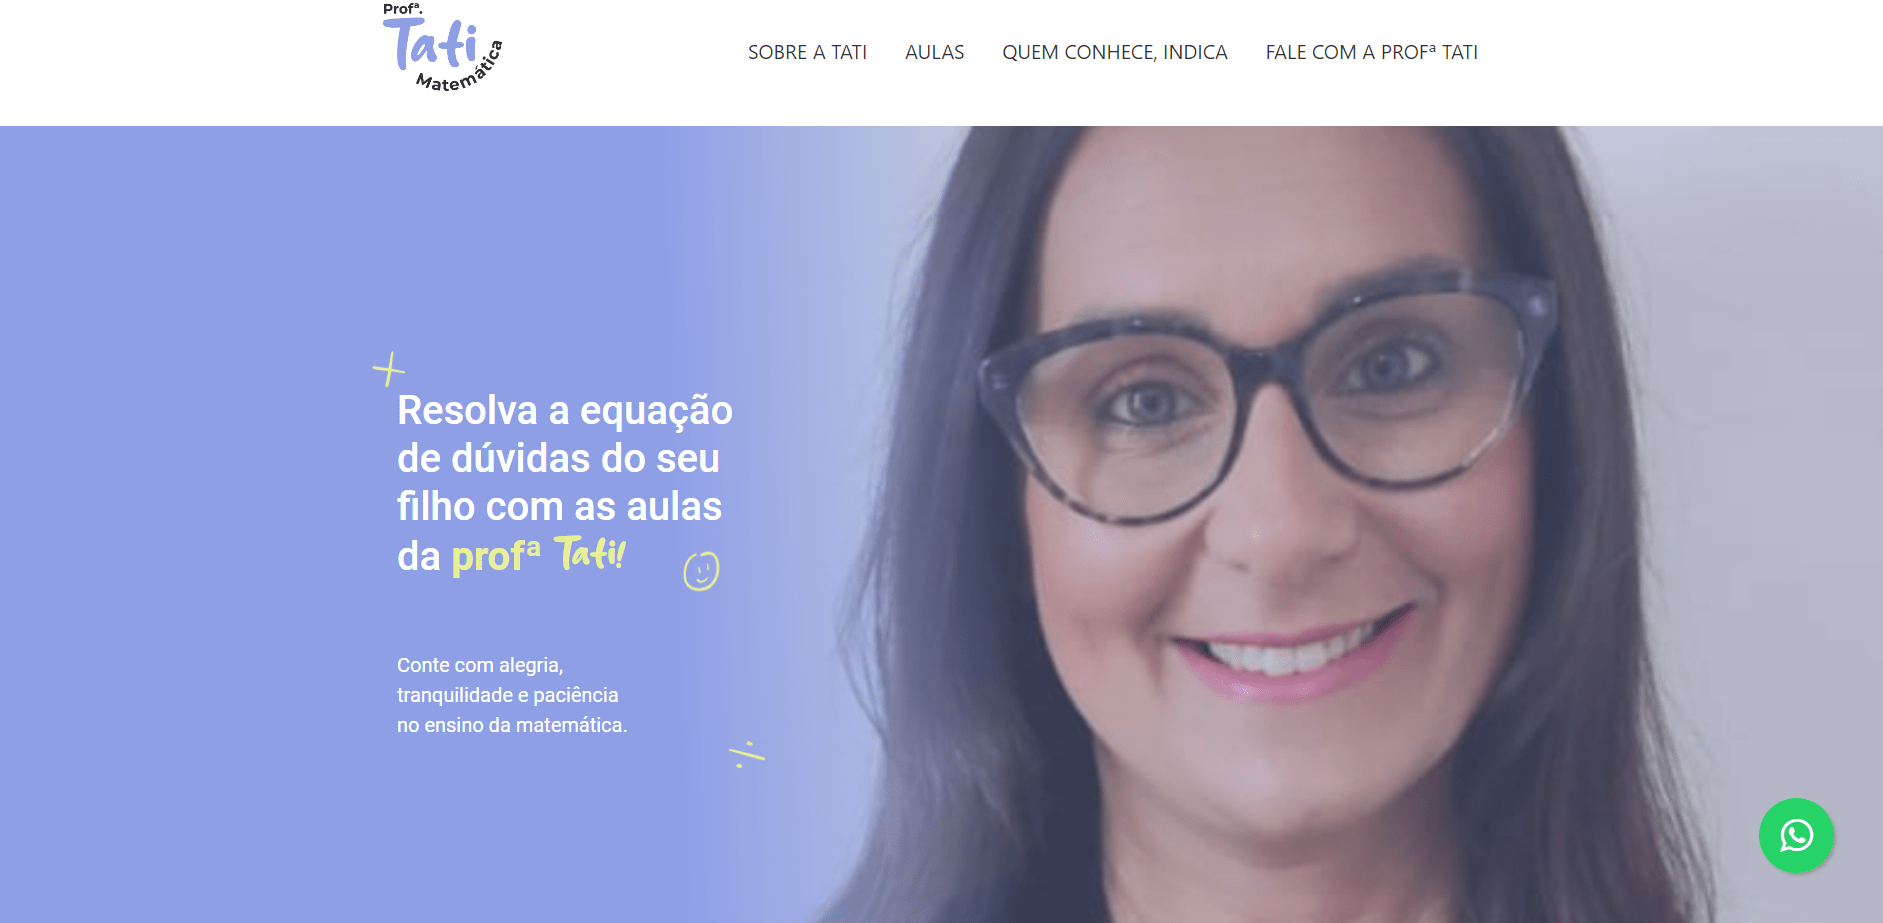 Profª.
Tati
Matemática
SOBRE A TATI
AULAS
QUEM CONHECE, INDICA
FALE COM A PROFª TATI
Resolva a equação
de dúvidas do seu
filho com as aulas
da profª Tati!
Conte com alegria,
tranquilidade e paciência
no ensino da matemática.